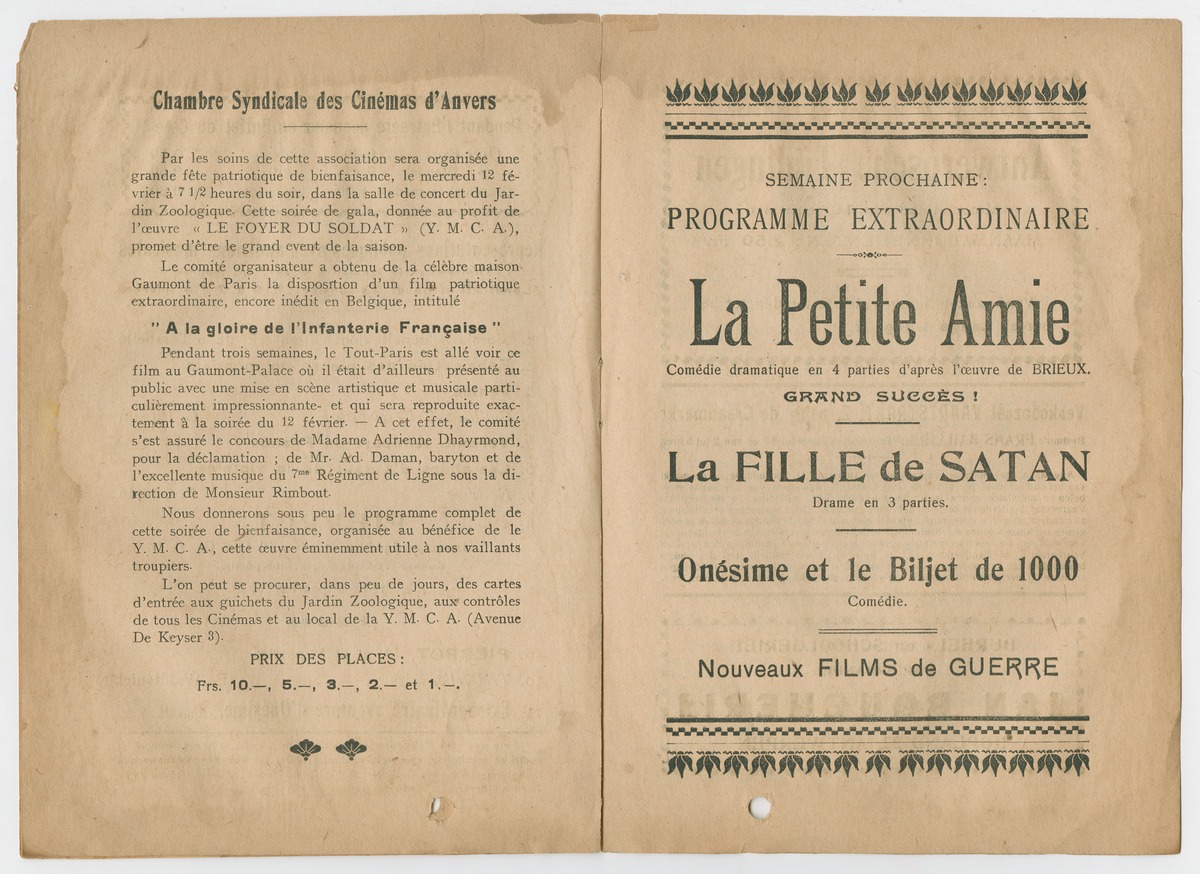 Chambre Syndicale des Cinémas d'Anvers
Par les soins de cette association sera organisée une
grande fête patriotique de bienfaisance, le mercredi 12 fé-
vrier à 7 1/2 heures du soir, dans la salle de concert du Jar-
din Zoologique. Cette soirée de gala, donnée au profit de
l'œuvre « LE FOYER DU SOLDAT » (Y. M. C. A.),
promet d'être le grand event de la saison.
Le comité organisateur a obtenu de la célèbre maison
Gaumont de Paris la disposition d'un film patriotique
extraordinaire, encore inédit en Belgique, intitulé
" A la gloire de l'Infanterie Française "
Pendant trois semaines, le Tout-Paris est allé voir ce
film au Gaumont-Palace où il était d'ailleurs présenté au
public avec une mise en scène artistique et musicale parti-
culièrement impressionnante- et qui sera reproduite exac-
tement à la soirée du 12 février. — A cet effet, le comité
s'est assuré le concours de Madame Adrienne Dhayrmond,
pour la déclamation ; de Mr. Ad. Daman, baryton et de
l'excellente musique du 7me Régiment de Ligne sous la di-
rection de Monsieur Rimbout.
Nous donnerons sous peu le programme complet de
cette soirée de bienfaisance, organisée au bénéfice de le
Y. M. C. A., cette œuvre éminemment utile à nos vaillants
troupiers.
L'on peut se procurer, dans peu de jours, des cartes
d'entrée aux guichets du Jardin Zoologique, aux contrôles
de tous les Cinémas et au local de la Y. M. C. A. (Avenue
De Keyser 3).
PRIX DES PLACES :
Frs. 10.—, 5.—, 3.—, 2.— et 1.—.
SEMAINE PROCHAINE :
PROGRAMME EXTRAORDINAIRE
La Petite Amie
Comédie dramatique en 4 parties d'après l'œuvre de BRIEUX.
GRAND SUCCÈS !
La FILLE de SATAN
Drame en 3 parties.
Onésime et le Biljet de 1000
Comédie.
Nouveaux FILMS de GUERRE